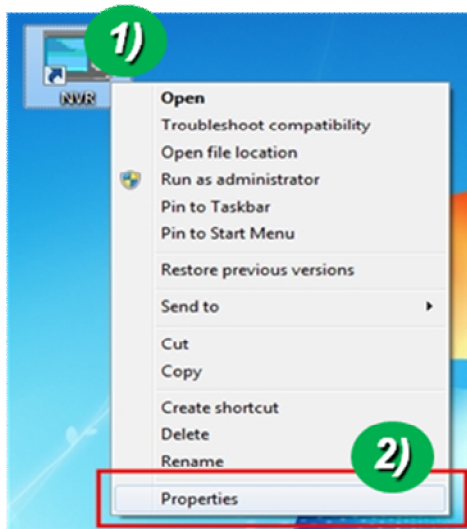 1)
NVR
Open
Troubleshoot compatibility
Open file location
Run as administrator
Pin to Taskbar
Pin to Start Menu
Restore previous versions
Send to
Cut
Copy
Create shortcut
Delete
Rename
2)
Properties